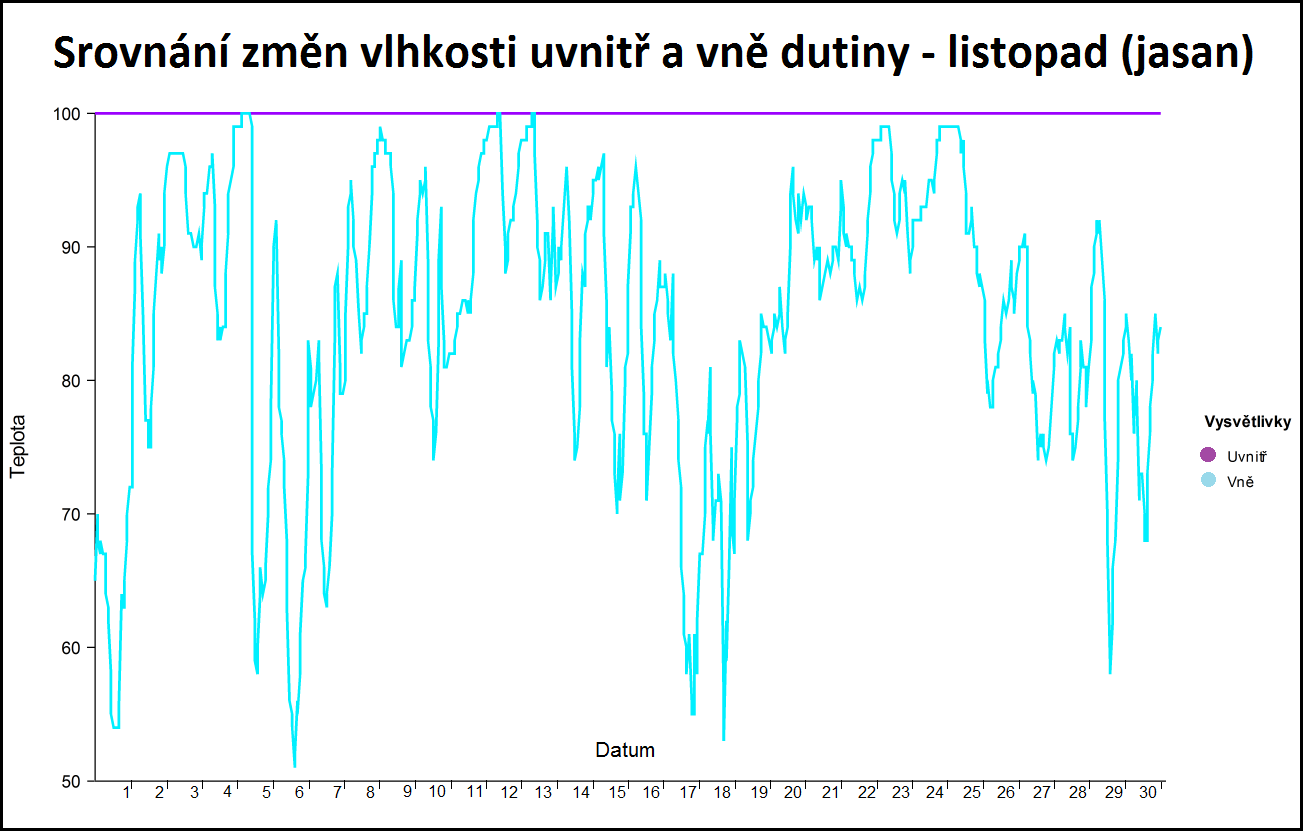 Srovnání změn vlhkosti uvnitř a vně dutiny - listopad (jasan)
100
90
80
70
60
50
Teplota
Datum
1 2 3 4 5 6 7 8 9 10 11 12 13 14 15 16 17 18 19 20 21 22 23 24 25 26 27 28 29 30
Vysvětlivky
Uvnitř
Vně